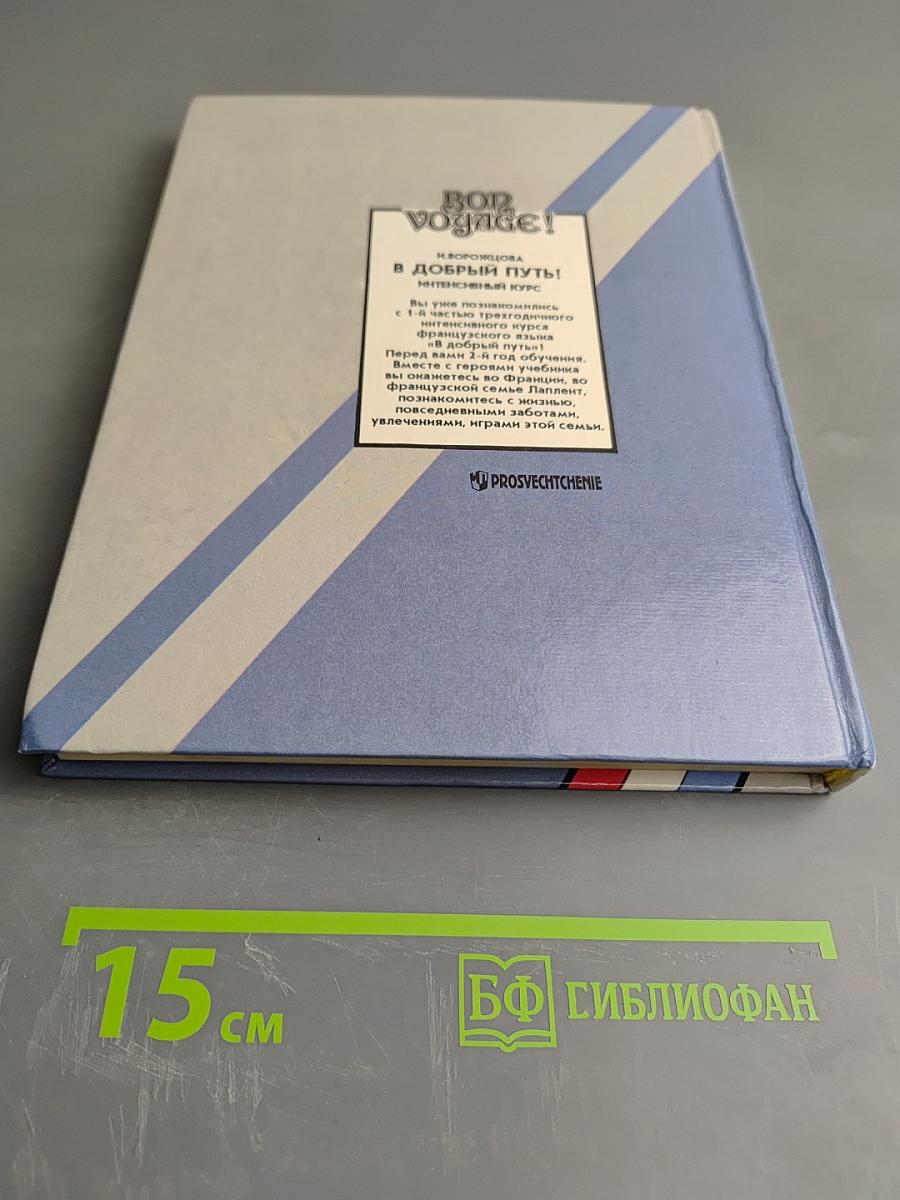 BON
VOYAGE!
И.ВОРОЖЦОВА
В ДОБРЫЙ ПУТЬ!
ИНТЕНСИВНЫЙ КУРС
Вы уже познакомились
с 1-й частью трехгодичного
интенсивного курса
французского языка
«В добрый путь»!
Перед вами 2-й год обучения.
Вместе с героями учебника
вы окажетесь во Франции, во
французской семье Лаплент,
познакомитесь с жизнью,
повседневными заботами,
увлечениями, играми этой семьи.
PROSVECHTCHENIE
15 см
БФ БИБЛИОФАН